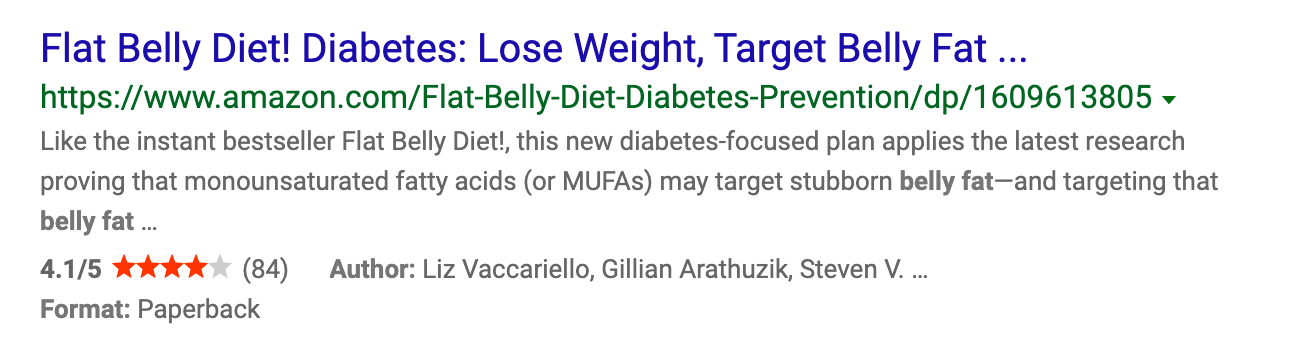 Flat Belly Diet! Diabetes: Lose Weight, Target Belly Fat ...
https://www.amazon.com/Flat-Belly-Diet-Diabetes-Prevention/dp/1609613805
Like the instant bestseller Flat Belly Diet!, this new diabetes-focused plan applies the latest research
proving that monounsaturated fatty acids (or MUFAs) may target stubborn belly fat—and targeting that
belly fat ...
4.1/5 ★★★★★ (84) Author: Liz Vaccariello, Gillian Arathuzik, Steven V. ...
Format: Paperback